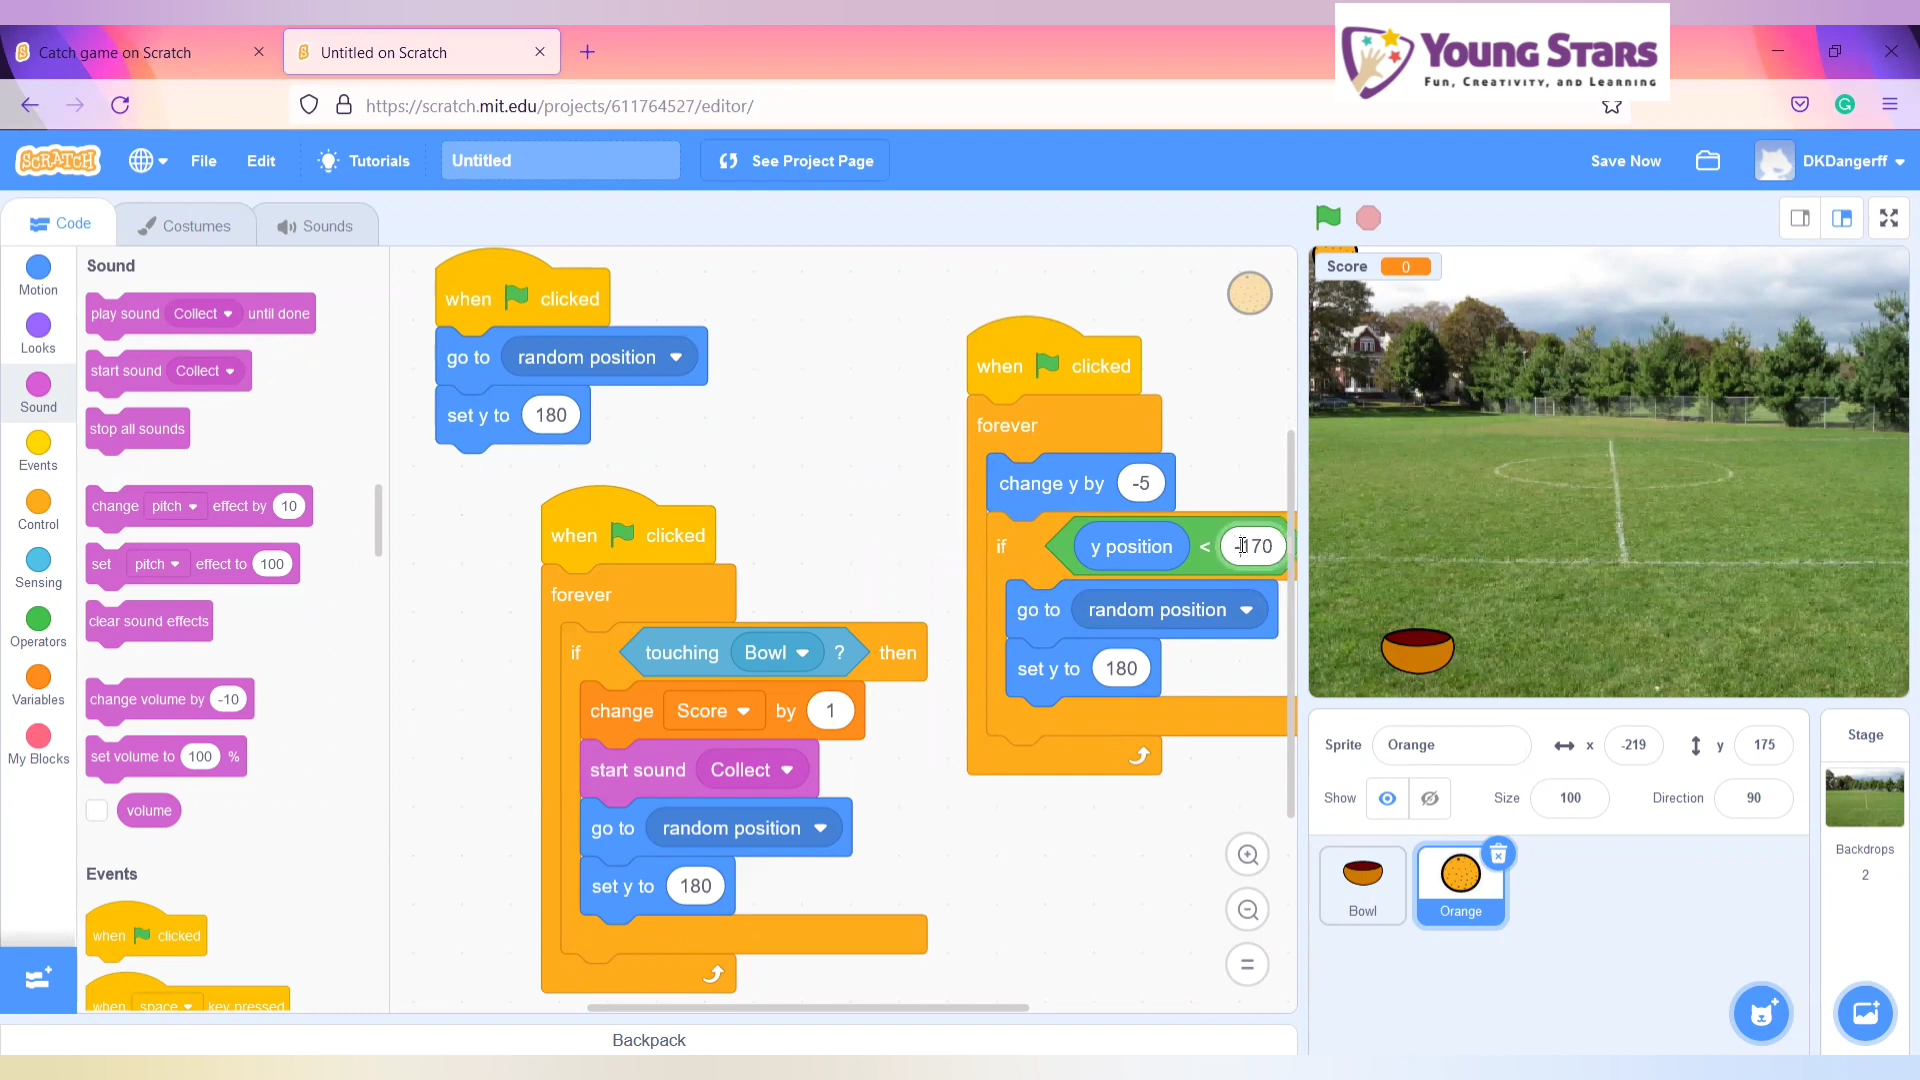 Catch game on Scratch
Untitled on Scratch
Young Stars
Fun, Creativity, and Learning
https://scratch.mit.edu/projects/611764527/editor/
SCRATCH
File
Edit
Tutorials
Untitled
See Project Page
Save Now
DKDangerff
Code
Costumes
Sounds
Motion
Looks
Sound
Events
Control
Sensing
Operators
Variables
My Blocks
Sound
play sound Collect until done
start sound Collect
stop all sounds
change pitch effect by 10
set pitch effect to 100
clear sound effects
change volume by -10
set volume to 100 %
volume
Events
when clicked
when space key pressed
when clicked
go to random position
set y to 180
when clicked
forever
if touching Bowl ? then
change Score by 1
start sound Collect
go to random position
set y to 180
when clicked
forever
change y by -5
if y position < -170
go to random position
set y to 180
Backpack
Score 0
Sprite Orange x -219 y 175
Show Size 100 Direction 90
Bowl
Orange
Stage
Backdrops
2